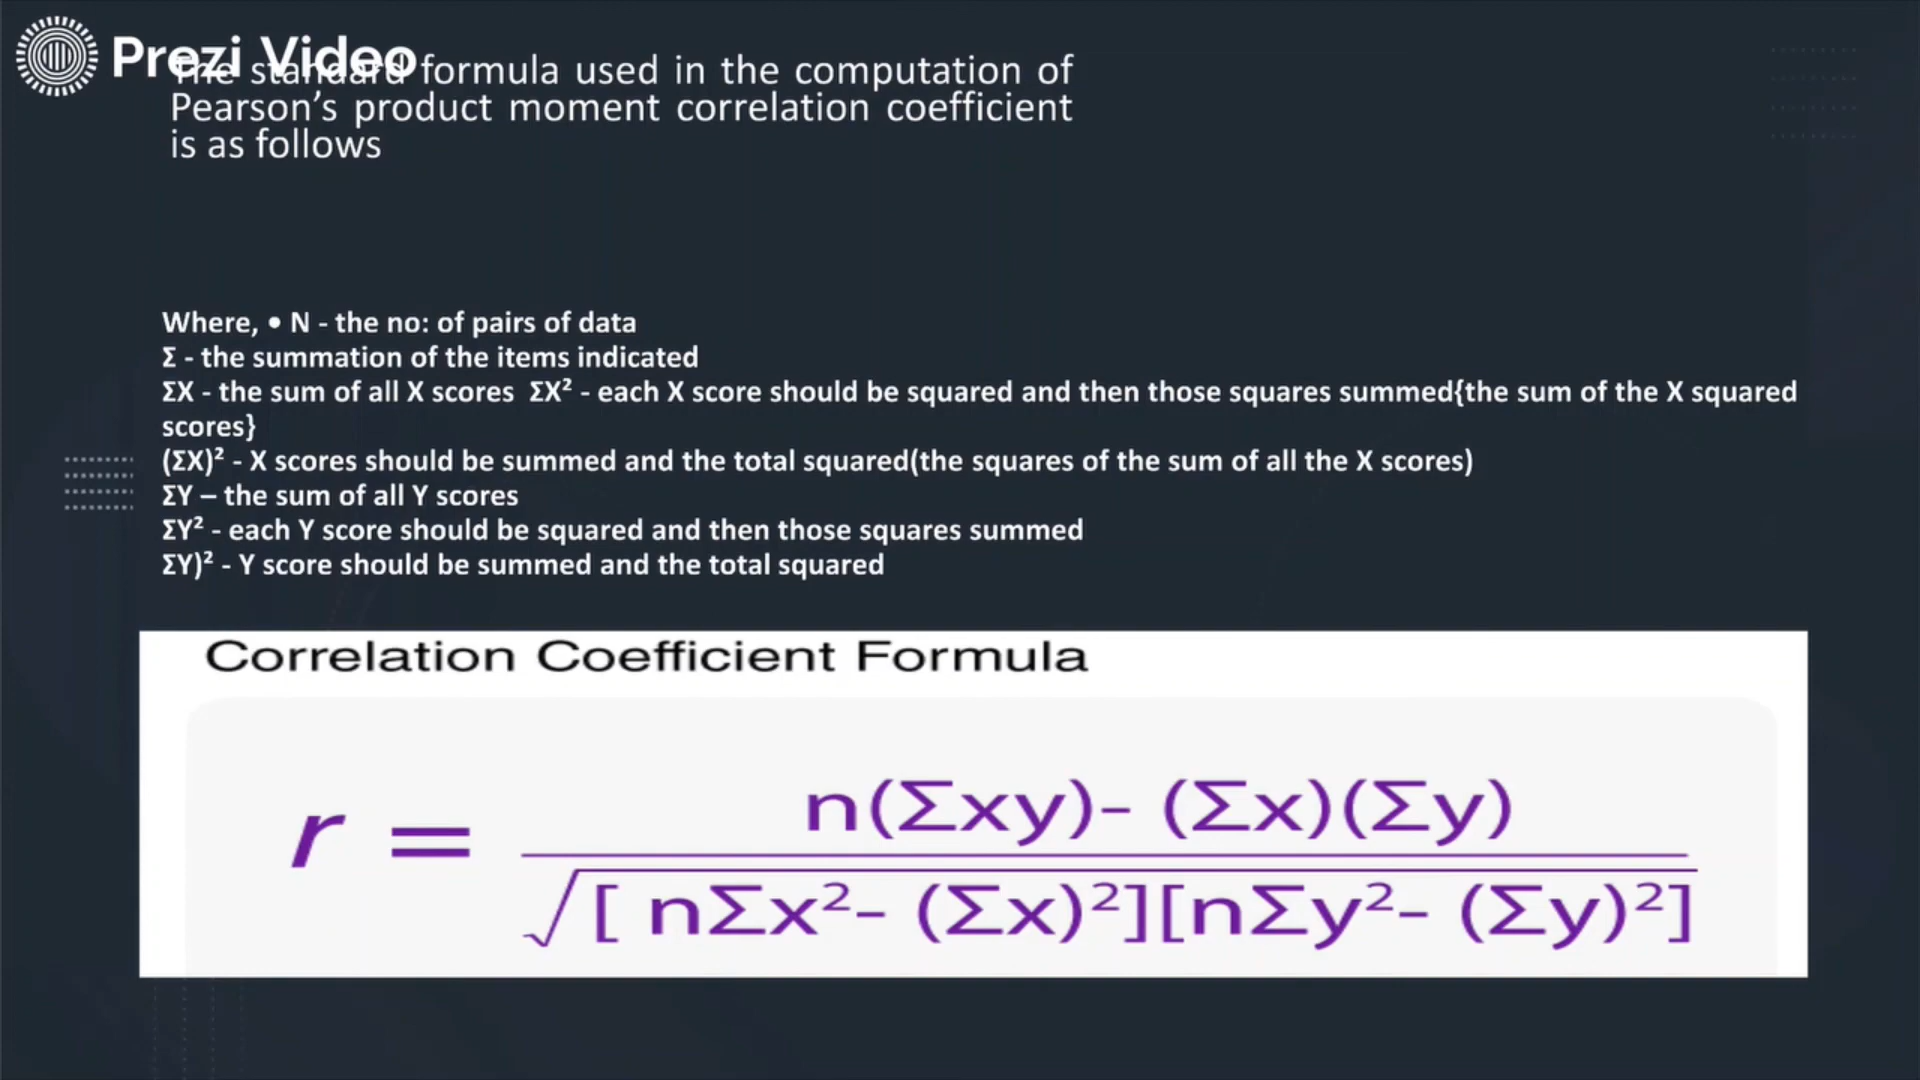 Prezi Video
The standard formula used in the computation of
Pearson’s product moment correlation coefficient
is as follows
Where, • N - the no: of pairs of data
Σ - the summation of the items indicated
ΣX - the sum of all X scores  ΣX² - each X score should be squared and then those squares summed{the sum of the X squared
scores}
(ΣX)² - X scores should be summed and the total squared(the squares of the sum of all the X scores)
ΣY – the sum of all Y scores
ΣY² - each Y score should be squared and then those squares summed
ΣY)² - Y score should be summed and the total squared
Correlation Coefficient Formula
r =
n(Σxy)- (Σx)(Σy)
√[ nΣx²- (Σx)²][nΣy²- (Σy)²]